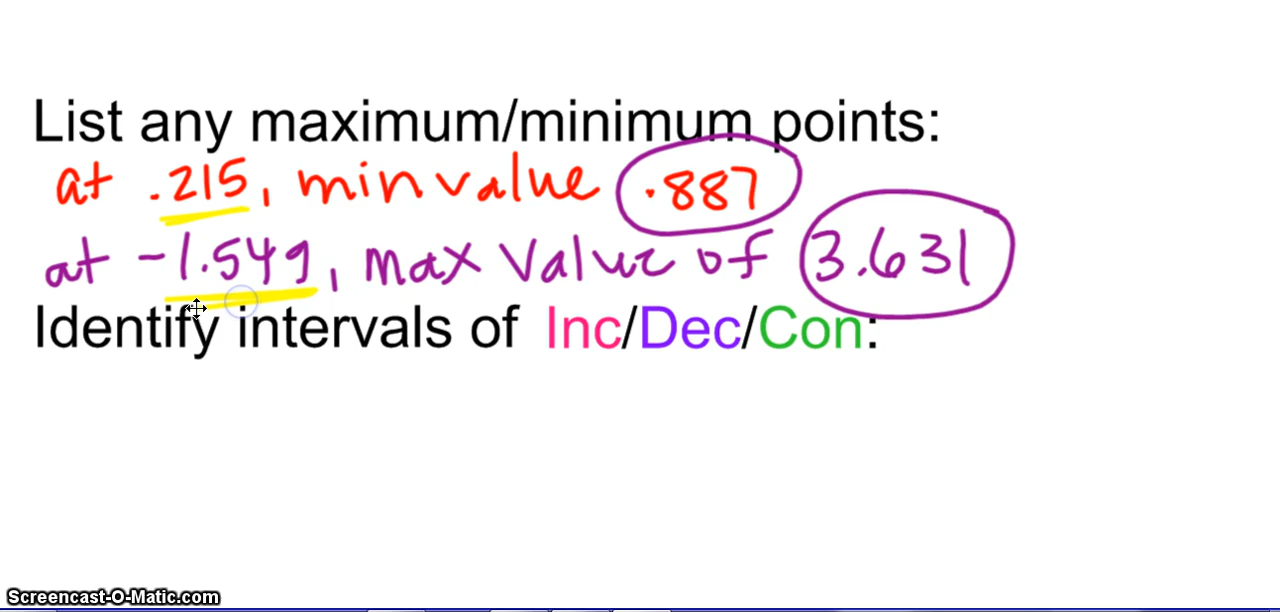 List any maximum/minimum points:
at .215, min value .887
at -1.549, max value of 3.631
Identify intervals of Inc/Dec/Con:
Screencast-O-Matic.com